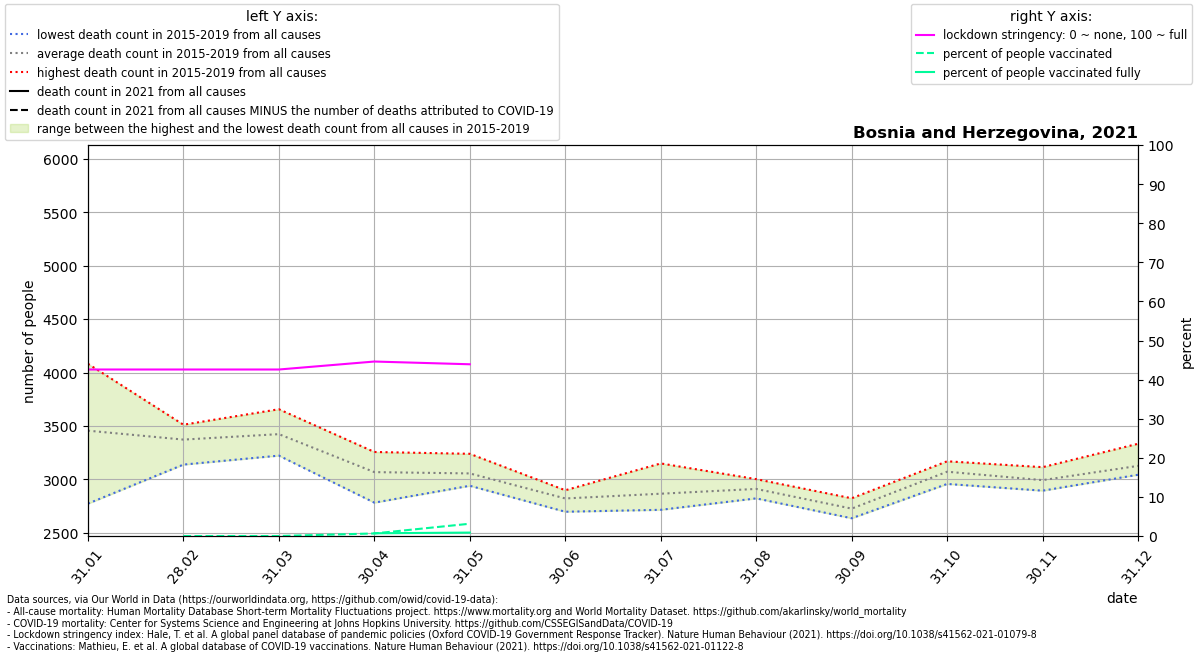 left Y axis:
lowest death count in 2015-2019 from all causes
average death count in 2015-2019 from all causes
highest death count in 2015-2019 from all causes
death count in 2021 from all causes
death count in 2021 from all causes MINUS the number of deaths attributed to COVID-19
range between the highest and the lowest death count from all causes in 2015-2019
right Y axis:
lockdown stringency: 0 ~ none, 100 ~ full
percent of people vaccinated
percent of people vaccinated fully
Bosnia and Herzegovina, 2021
6000
5500
5000
4500
4000
3500
3000
2500
number of people
100
90
80
70
60
50
40
30
20
10
0
percent
31.01
28.02
31.03
30.04
31.05
30.06
31.07
31.08
30.09
31.10
30.11
31.12
date
Data sources, via Our World in Data (https://ourworldindata.org, https://github.com/owid/covid-19-data):
- All-cause mortality: Human Mortality Database Short-term Mortality Fluctuations project. https://www.mortality.org and World Mortality Dataset. https://github.com/akarlinsky/world_mortality
- COVID-19 mortality: Center for Systems Science and Engineering at Johns Hopkins University. https://github.com/CSSEGISandData/COVID-19
- Lockdown stringency index: Hale, T. et al. A global panel database of pandemic policies (Oxford COVID-19 Government Response Tracker). Nature Human Behaviour (2021). https://doi.org/10.1038/s41562-021-01079-8
- Vaccinations: Mathieu, E. et al. A global database of COVID-19 vaccinations. Nature Human Behaviour (2021). https://doi.org/10.1038/s41562-021-01122-8